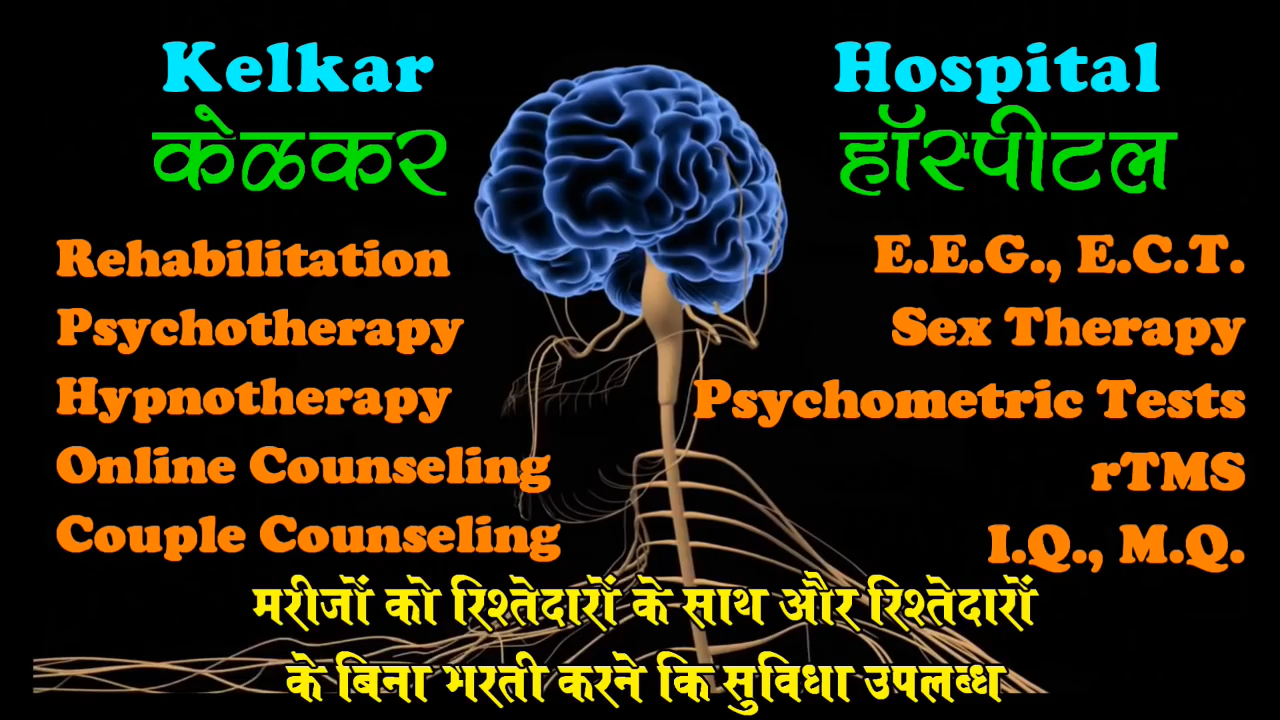 Kelkar Hospital
केळकर हॉस्पीटल
Rehabilitation
Psychotherapy
Hypnotherapy
Online Counseling
Couple Counseling
E.E.G., E.C.T.
Sex Therapy
Psychometric Tests
rTMS
I.Q., M.Q.
मरीजों को रिश्तेदारों के साथ और रिश्तेदारों
के बिना भरती करने कि सुविधा उपलब्ध